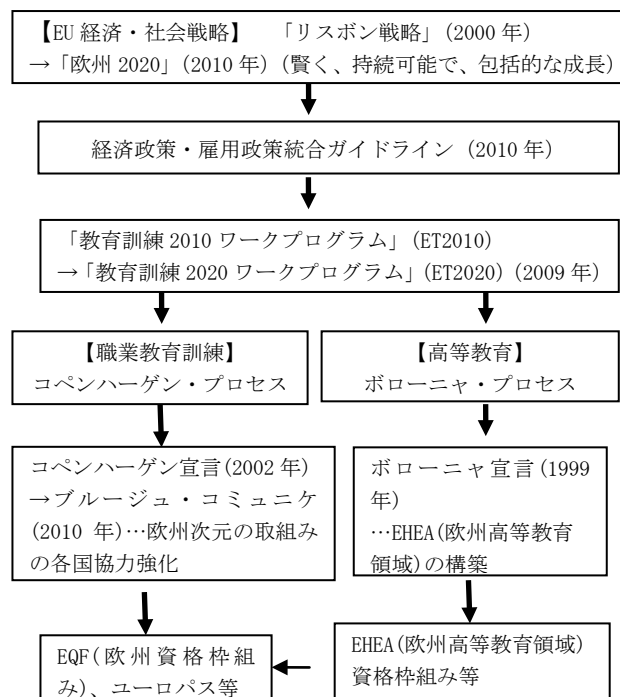 【EU 経済・社会戦略】　「リスボン戦略」(2000 年)
→「欧州 2020」(2010 年) (賢く、持続可能で、包括的な成長)
経済政策・雇用政策統合ガイドライン (2010 年)
「教育訓練 2010 ワークプログラム」(ET2010)
→「教育訓練 2020 ワークプログラム」(ET2020) (2009 年)
【職業教育訓練】
コペンハーゲン・プロセス
【高等教育】
ボローニャ・プロセス
コペンハーゲン宣言(2002 年)
→ブルージュ・コミュニケ
(2010 年)…欧州次元の取組み
の各国協力強化
ボローニャ宣言(1999
年)
…EHEA(欧州高等教育
領域)の構築
EQF(欧州資格枠組
み)、ユーロパス等
EHEA(欧州高等教育領域)
資格枠組み等